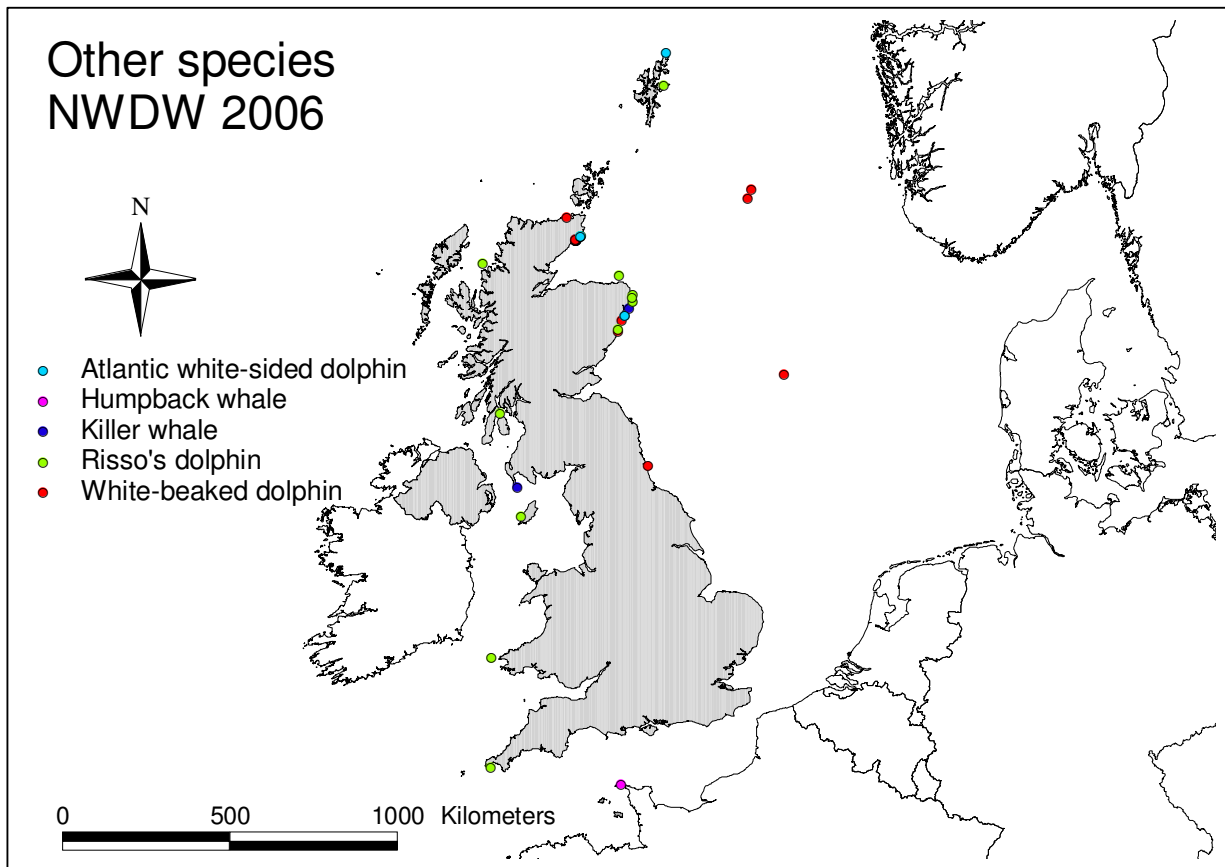 Other species
NWDW 2006
N
Atlantic white-sided dolphin
Humpback whale
Killer whale
Risso's dolphin
White-beaked dolphin
0 500 1000 Kilometers